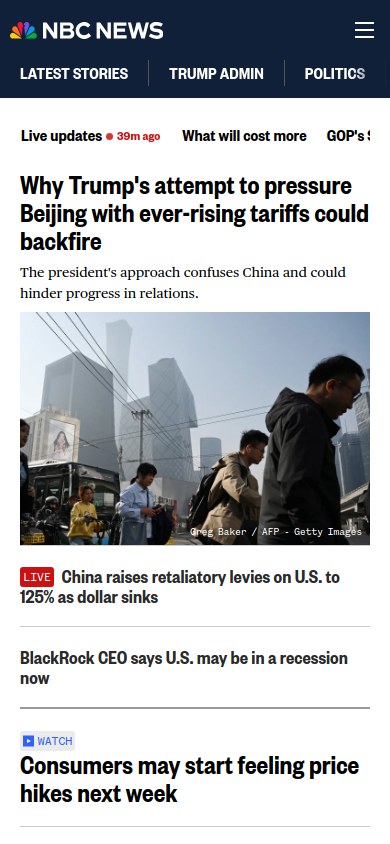 NBC NEWS
LATEST STORIES
TRUMP ADMIN
POLITICS
Live updates 39m ago
What will cost more
GOP's
Why Trump's attempt to pressure
Beijing with ever-rising tariffs could
backfire
The president's approach confuses China and could
hinder progress in relations.
Greg Baker / AFP - Getty Images
LIVE China raises retaliatory levies on U.S. to
125% as dollar sinks
BlackRock CEO says U.S. may be in a recession
now
WATCH
Consumers may start feeling price
hikes next week